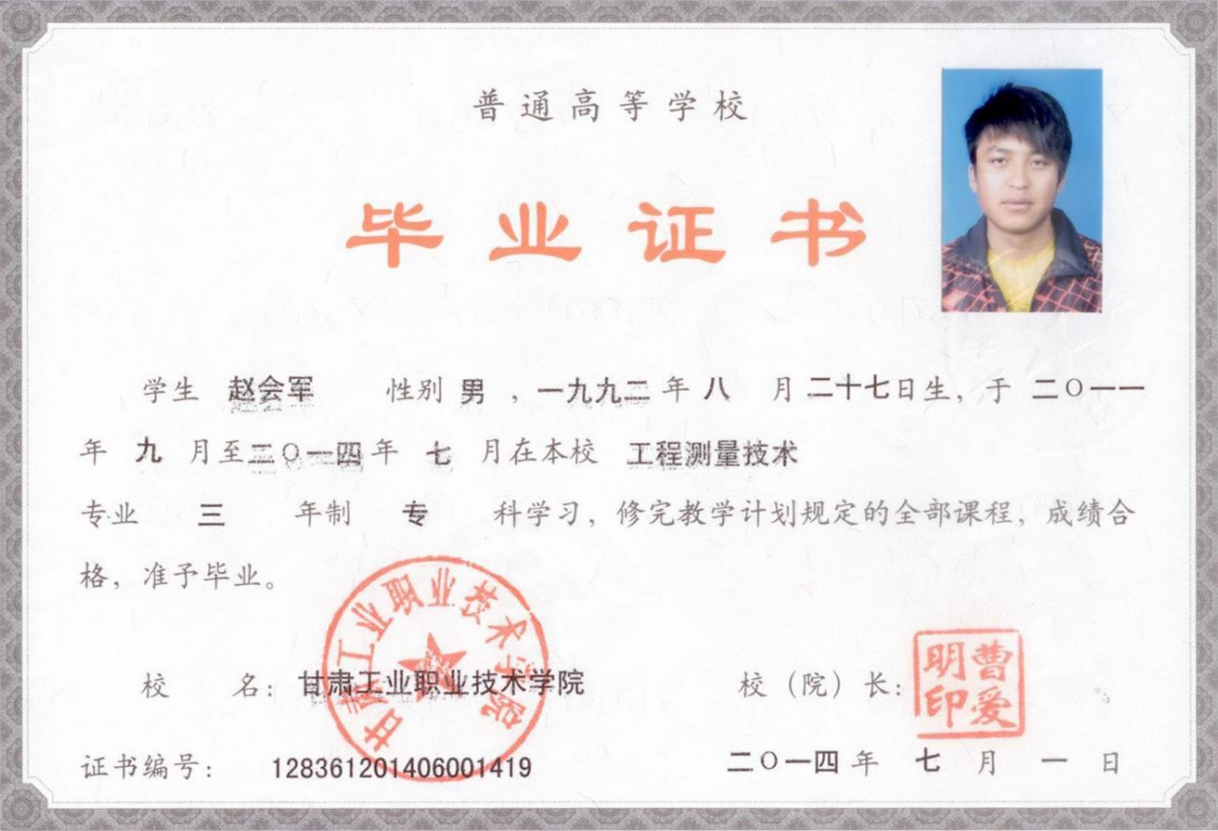 普通高等学校
毕业证书
学生 赵会军 性别 男 ，一九九二 年 八 月 二十七日生，于 二〇一一
年 九 月至二〇一四年 七 月在本校 工程测量技术
专业 三 年制 专 科学习，修完教学计划规定的全部课程，成绩合
格，准予毕业。
甘肃工业职业技术学院
校 名：甘肃工业职业技术学院 校（院）长：
曹爱明印
证书编号： 128361201406001419 二〇一四 年 七 月 一 日